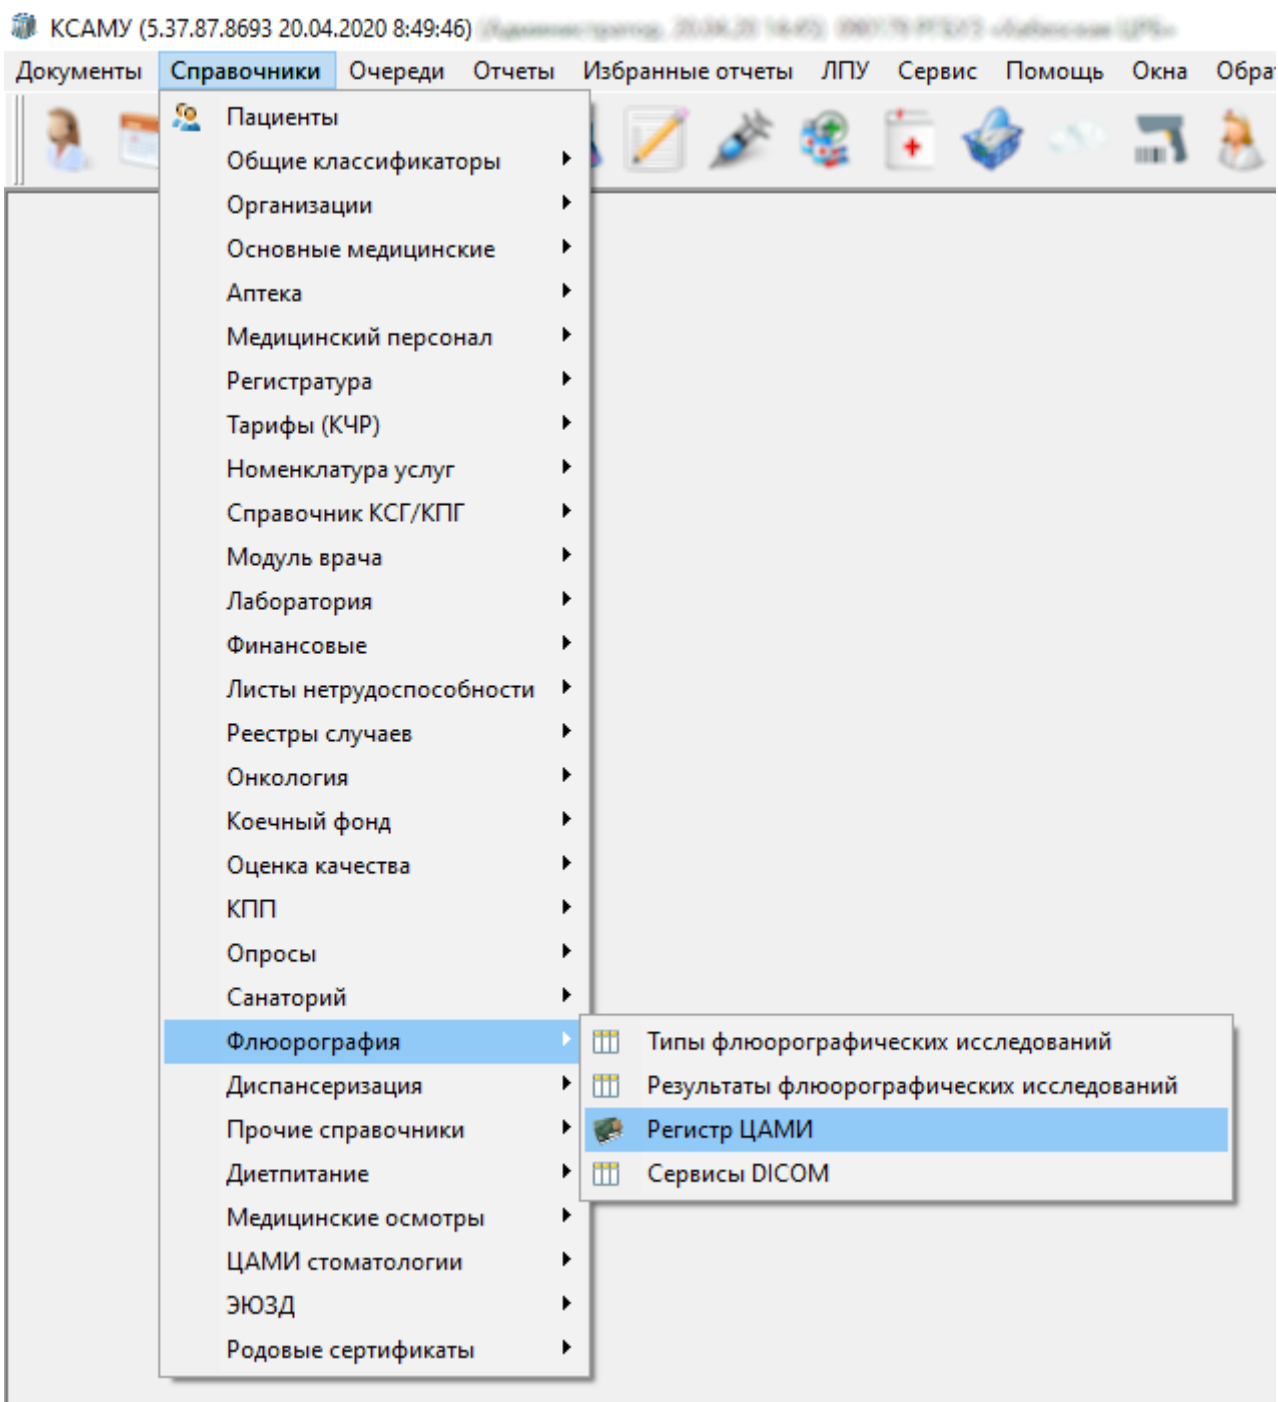 КСАМУ (5.37.87.8693 20.04.2020 8:49:46)
Документы Справочники Очереди Отчеты Избранные отчеты ЛПУ Сервис Помощь Окна
Пациенты
Общие классификаторы
Организации
Основные медицинские
Аптека
Медицинский персонал
Регистратура
Тарифы (КЧР)
Номенклатура услуг
Справочник КСГ/КПГ
Модуль врача
Лаборатория
Финансовые
Листы нетрудоспособности
Реестры случаев
Онкология
Коечный фонд
Оценка качества
КПП
Опросы
Санаторий
Флюорография
Типы флюорографических исследований
Результаты флюорографических исследований
Регистр ЦАМИ
Сервисы DICOM
Диспансеризация
Прочие справочники
Диетпитание
Медицинские осмотры
ЦАМИ стоматологии
ЭЮЗД
Родовые сертификаты